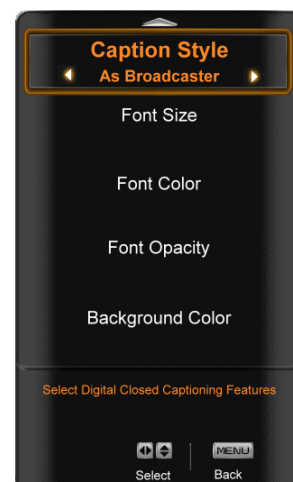 Caption Style
As Broadcaster
Font Size
Font Color
Font Opacity
Background Color
Select Digital Closed Captioning Features
MENU
Select Back